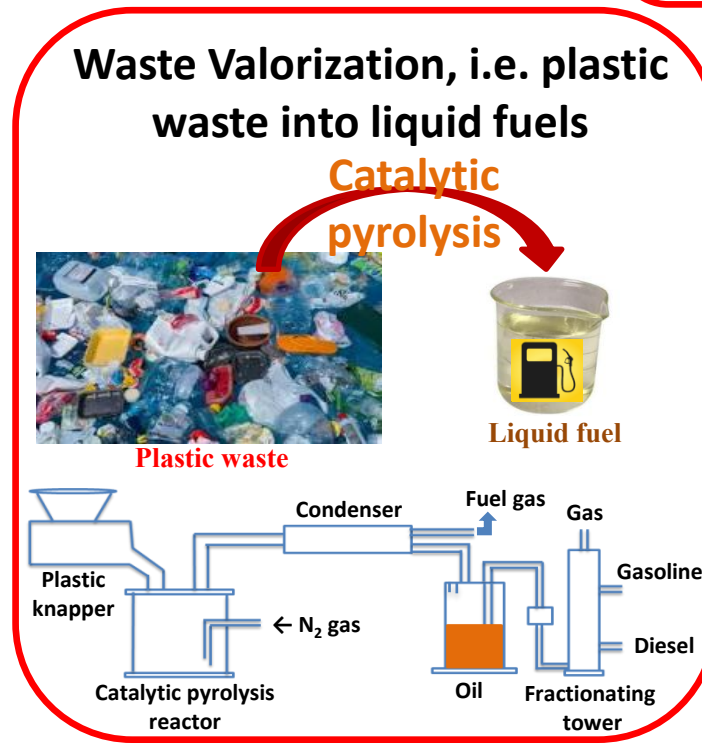 Waste Valorization, i.e. plastic
waste into liquid fuels
Catalytic
pyrolysis
Plastic waste
Liquid fuel
Plastic
knapper
Condenser
Fuel gas
Gas
Gasoline
Diesel
← N₂ gas
Catalytic pyrolysis
reactor
Oil
Fractionating
tower